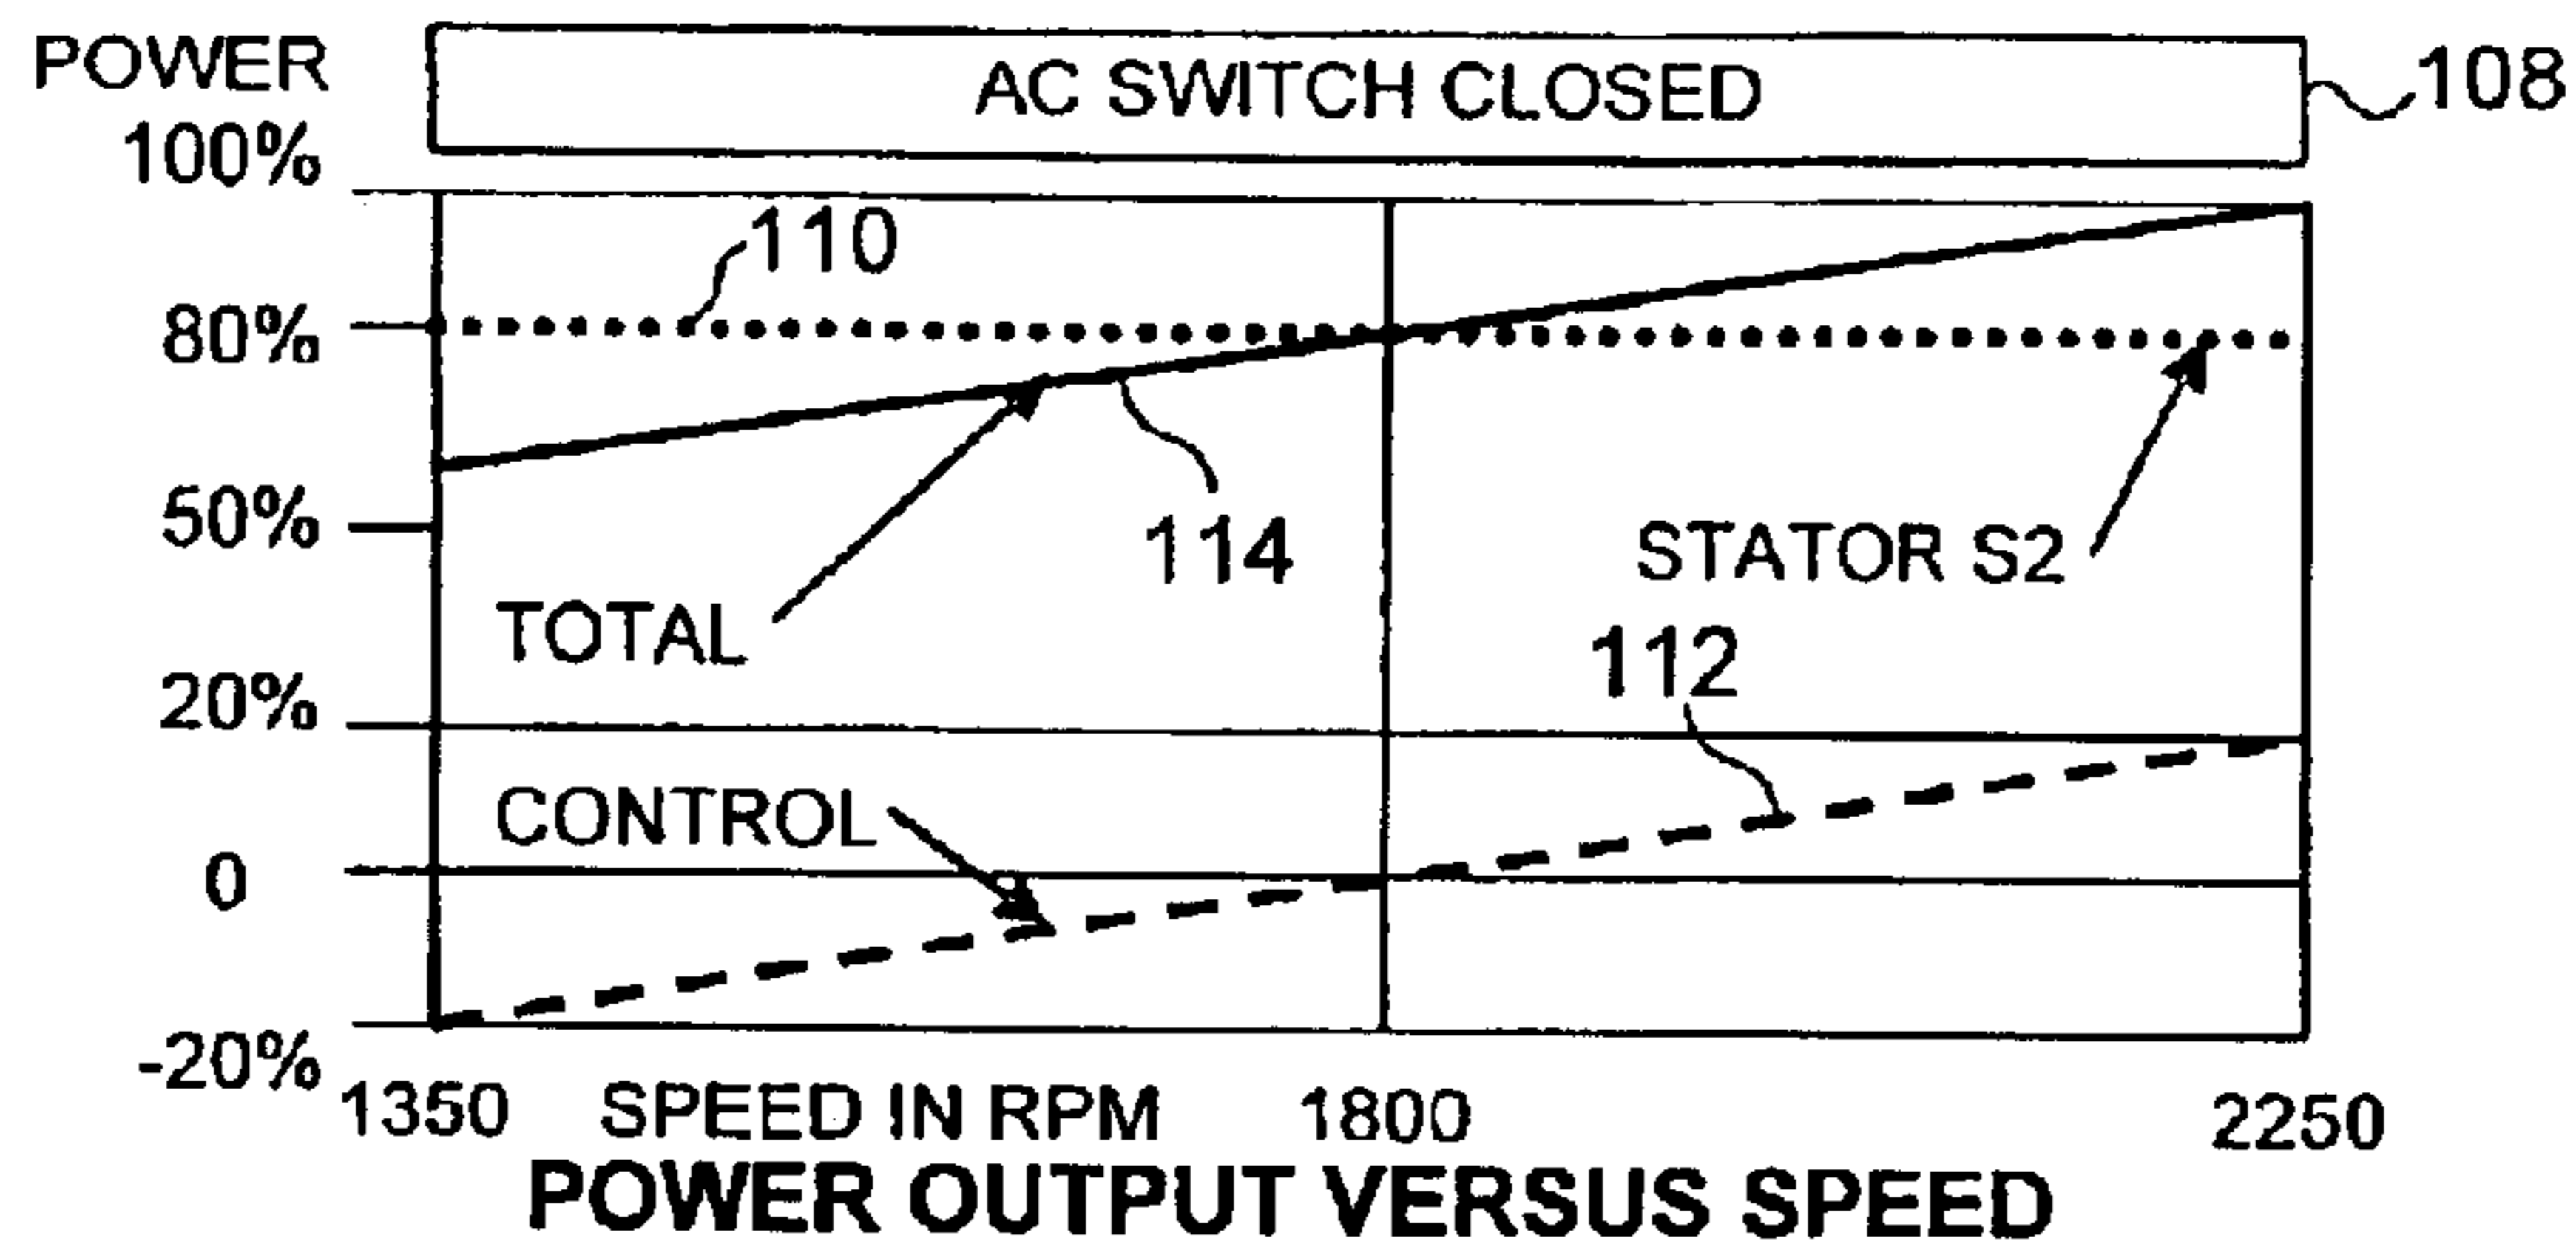 POWER
AC SWITCH CLOSED
108
100%
110
80%
50%
114
STATOR S2
TOTAL
112
20%
CONTROL
0
-20%
1350
SPEED IN RPM
1800
2250
POWER OUTPUT VERSUS SPEED